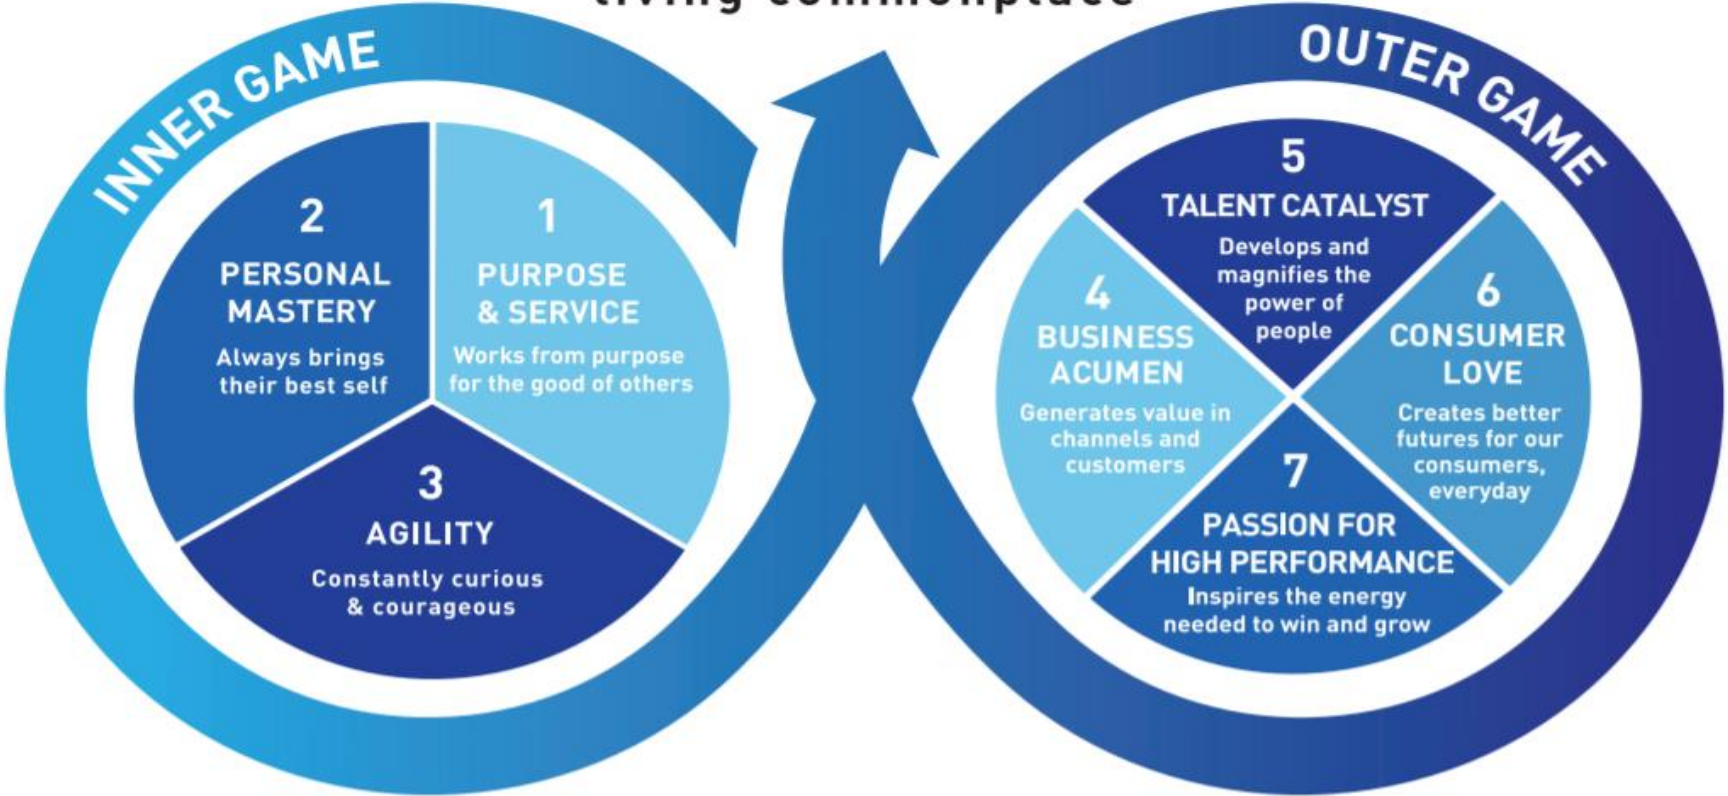 living commonplace
INNER GAME
2
PERSONAL
MASTERY
Always brings
their best self
1
PURPOSE
& SERVICE
Works from purpose
for the good of others
3
AGILITY
Constantly curious
& courageous
OUTER GAME
5
TALENT CATALYST
Develops and
magnifies the
power of
people
4
BUSINESS
ACUMEN
Generates value in
channels and
customers
6
CONSUMER
LOVE
Creates better
futures for our
consumers,
everyday
7
PASSION FOR
HIGH PERFORMANCE
Inspires the energy
needed to win and grow